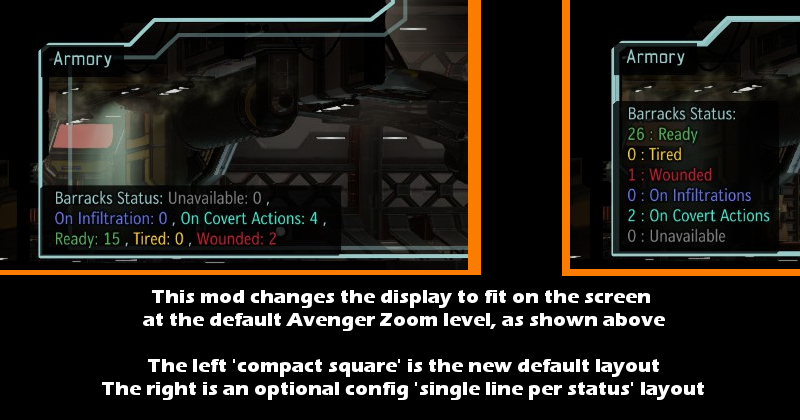 Armory
Barracks Status: Unavailable: 0 ,
On Infiltration: 0 , On Covert Actions: 4 ,
Ready: 15 , Tired: 0 , Wounded: 2
Armory
Barracks Status:
26 : Ready
0 : Tired
1 : Wounded
0 : On Infiltrations
2 : On Covert Actions
0 : Unavailable
This mod changes the display to fit on the screen
at the default Avenger Zoom level, as shown above
The left 'compact square' is the new default layout
The right is an optional config 'single line per status' layout